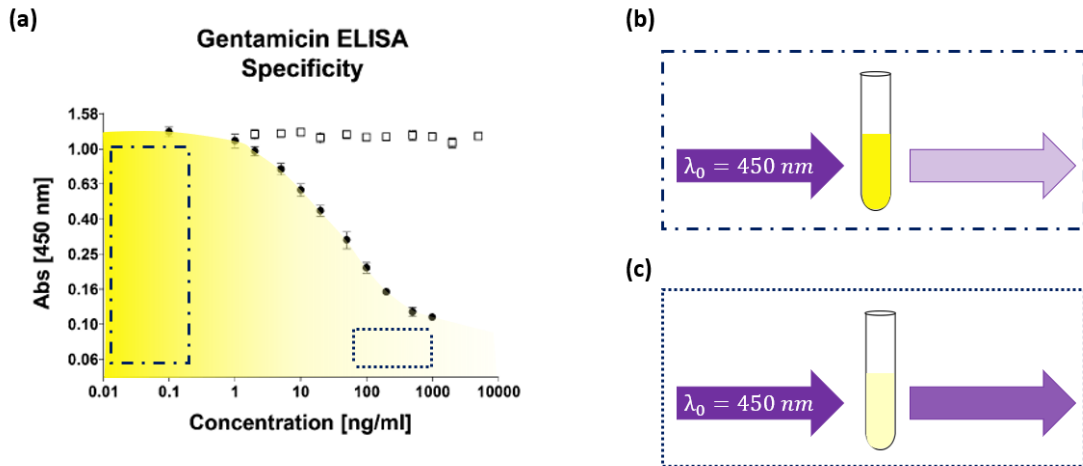 (a)
Gentamicin ELISA
Specificity
Abs [450 nm]
1.58
1.00
0.63
0.40
0.25
0.16
0.10
0.06
0.01 0.1 1 10 100 1000 10000
Concentration [ng/ml]
(b)
λ₀ = 450 nm
(c)
λ₀ = 450 nm